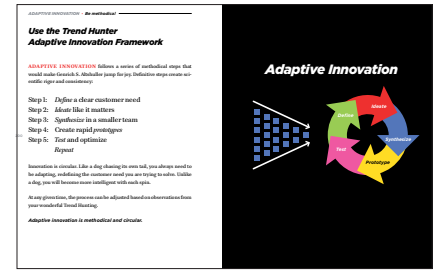 ADAPTIVE INNOVATION - Be methodical
Use the Trend Hunter
Adaptive Innovation Framework
ADAPTIVE INNOVATION follows a series of methodical steps that
would make Genrich S. Altshuller jump for joy. Definitive steps create sci-
entific rigor and consistency:
Step 1: Define a clear customer need
Step 2: Ideate like it matters
Step 3: Synthesize in a smaller team
Step 4: Create rapid prototypes
Step 5: Test and optimize
Repeat
Innovation is circular. Like a dog chasing its own tail, you always need to
be adapting, redefining the customer need you are trying to solve. Unlike
a dog, you will become more intelligent with each spin.
At any given time, the process can be adjusted based on observations from
your wonderful Trend Hunting.
Adaptive innovation is methodical and circular.
Adaptive Innovation
Ideate
Define
Synthesize
Test
Prototype